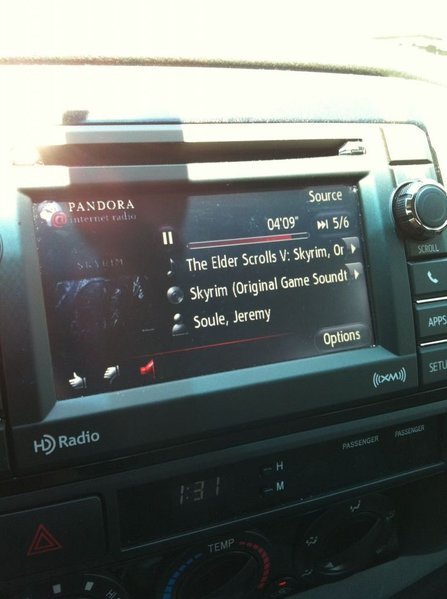 PANDORA
internet radio
Source
04'09"
5/6
SKYRIM
The Elder Scrolls V: Skyrim, Or
Skyrim (Original Game Soundt
Soule, Jeremy
Options
SCROLL
APPS
SETU
HD Radio
((XM))
PASSENGER
PASSENGER
1:31
H
M
TEMP